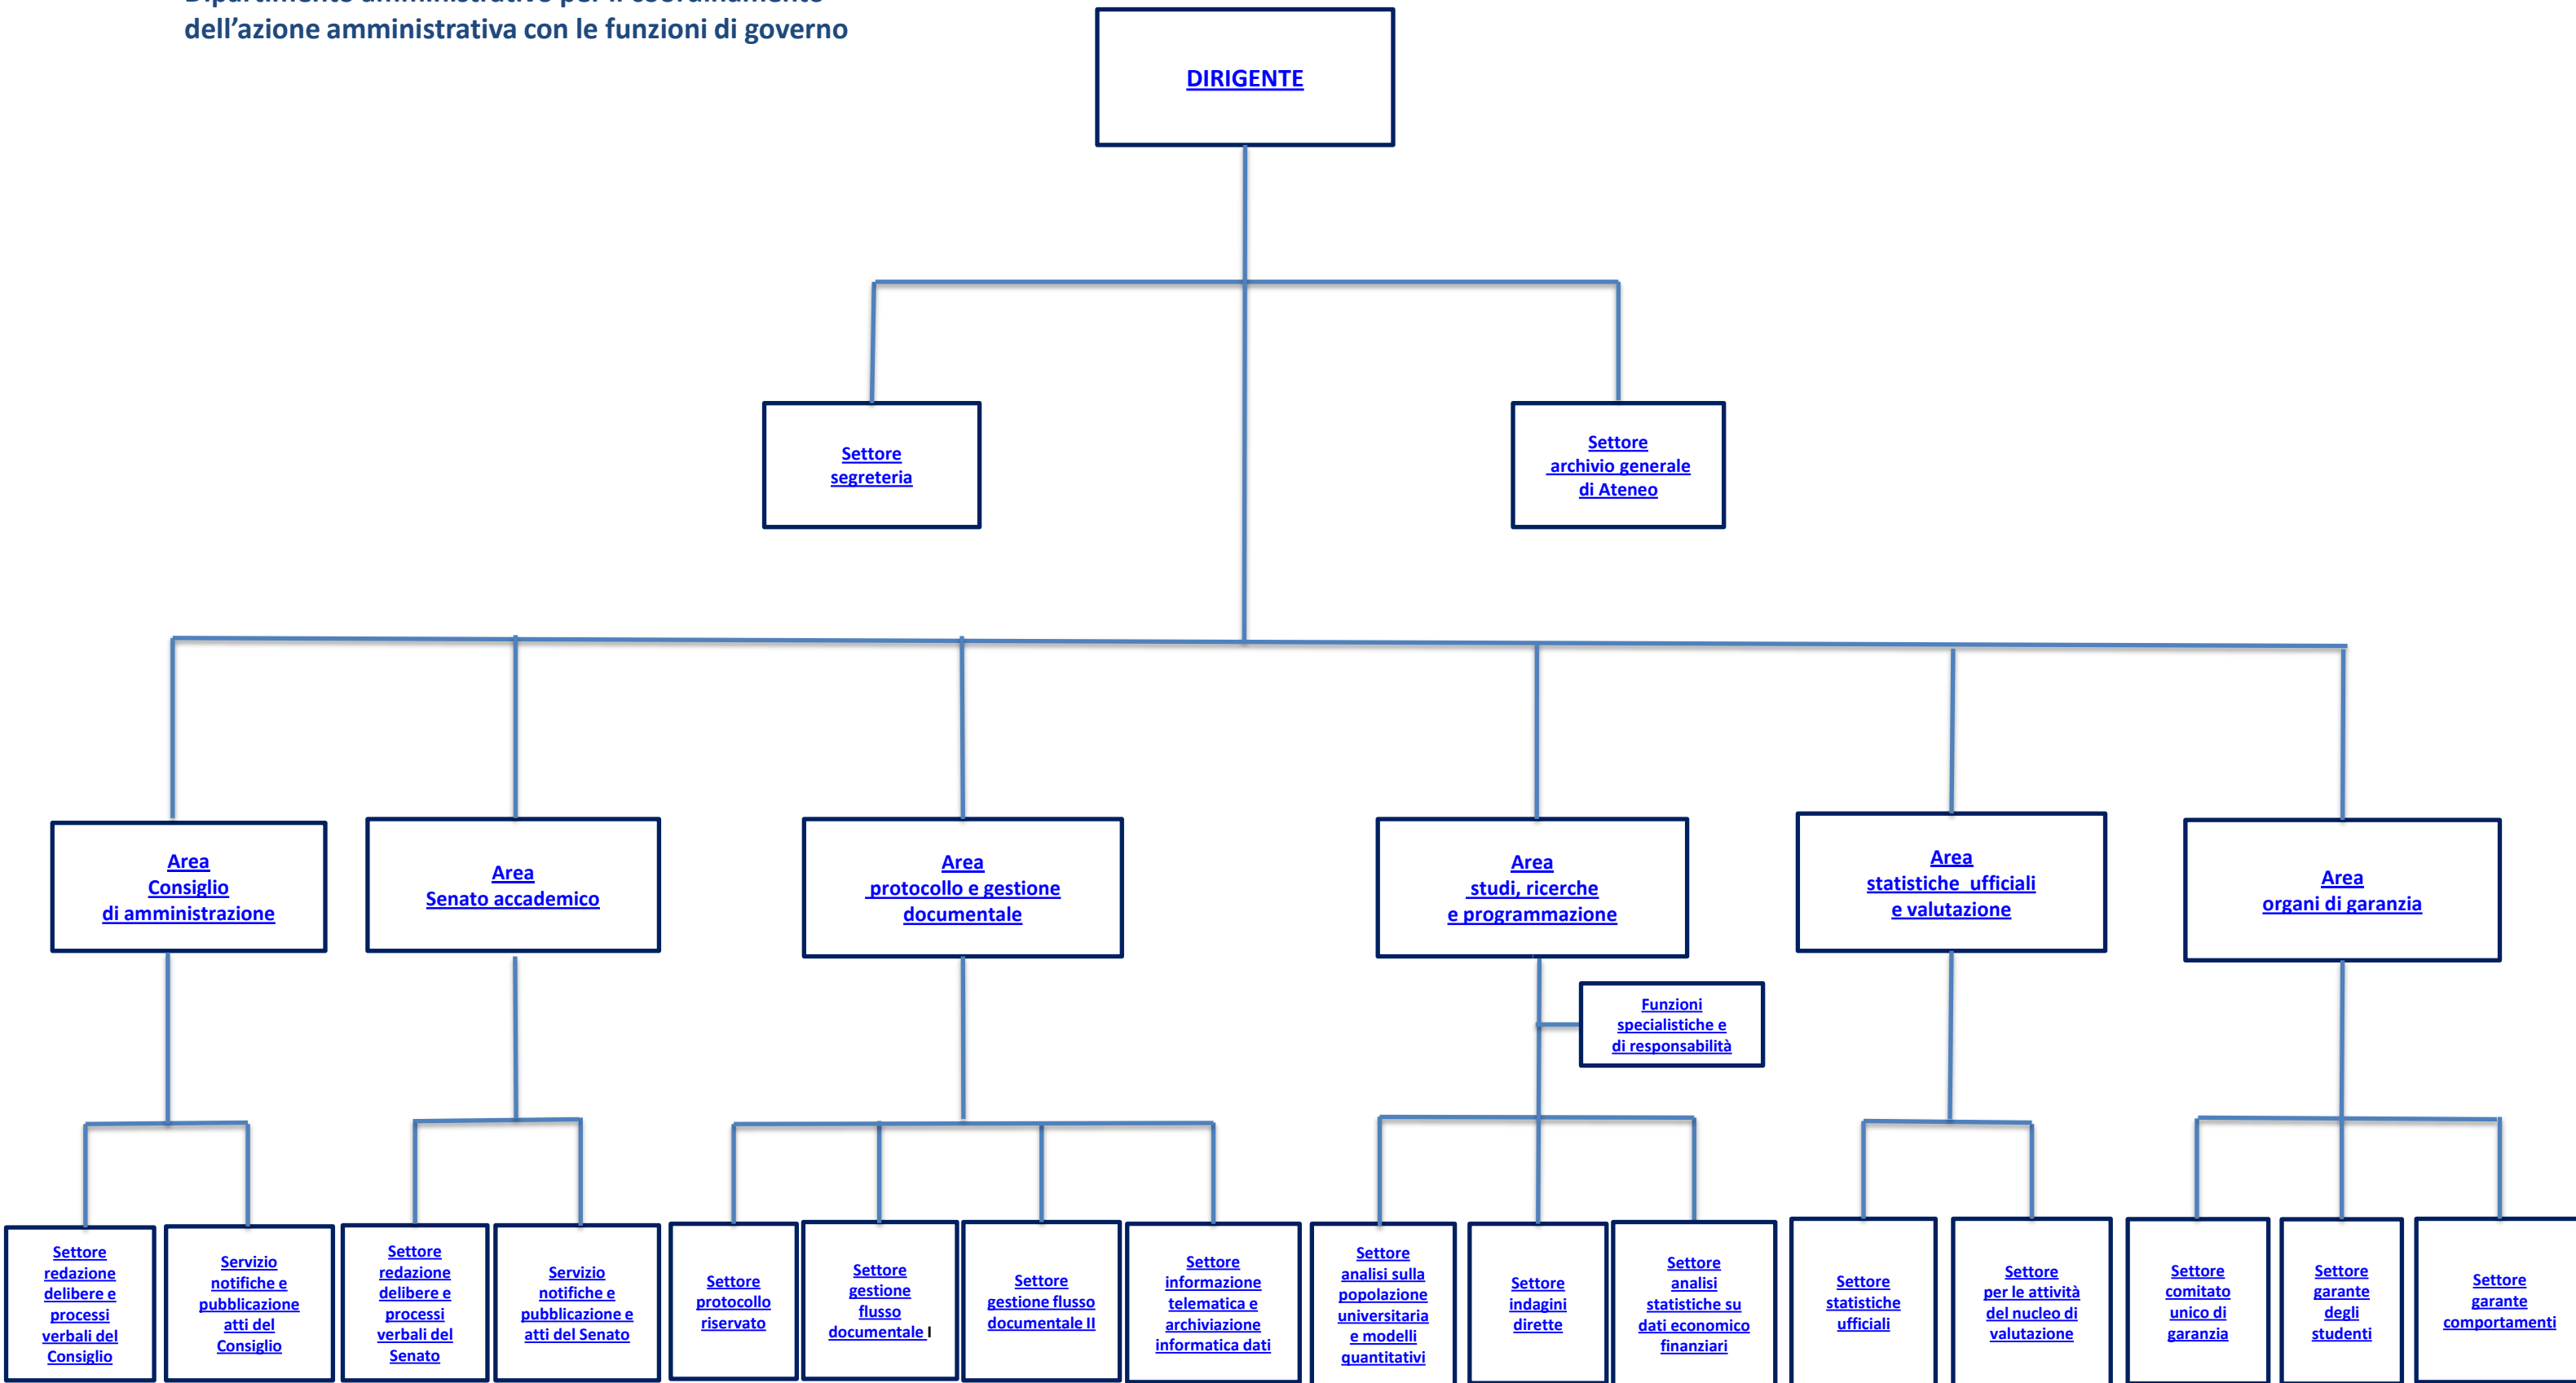 Dipartimento amministrativo per il coordinamento
dell’azione amministrativa con le funzioni di governo
DIRIGENTE
Settore
segreteria
Settore
archivio generale
di Ateneo
Area
Consiglio
di amministrazione
Area
Senato accademico
Area
protocollo e gestione
documentale
Area
studi, ricerche
e programmazione
Area
statistiche ufficiali
e valutazione
Area
organi di garanzia
Funzioni
specialistiche e
di responsabilità
Settore
redazione
delibere e
processi
verbali del
Consiglio
Servizio
notifiche e
pubblicazione
atti del
Consiglio
Settore
redazione
delibere e
processi
verbali del
Senato
Servizio
notifiche e
pubblicazione e
atti del Senato
Settore
protocollo
riservato
Settore
gestione
flusso
documentale I
Settore
gestione flusso
documentale II
Settore
informazione
telematica e
archiviazione
informatica dati
Settore
analisi sulla
popolazione
universitaria
e modelli
quantitativi
Settore
indagini
dirette
Settore
analisi
statistiche su
dati economico
finanziari
Settore
statistiche
ufficiali
Settore
per le attività
del nucleo di
valutazione
Settore
comitato
unico di
garanzia
Settore
garante
degli
studenti
Settore
garante
comportamenti